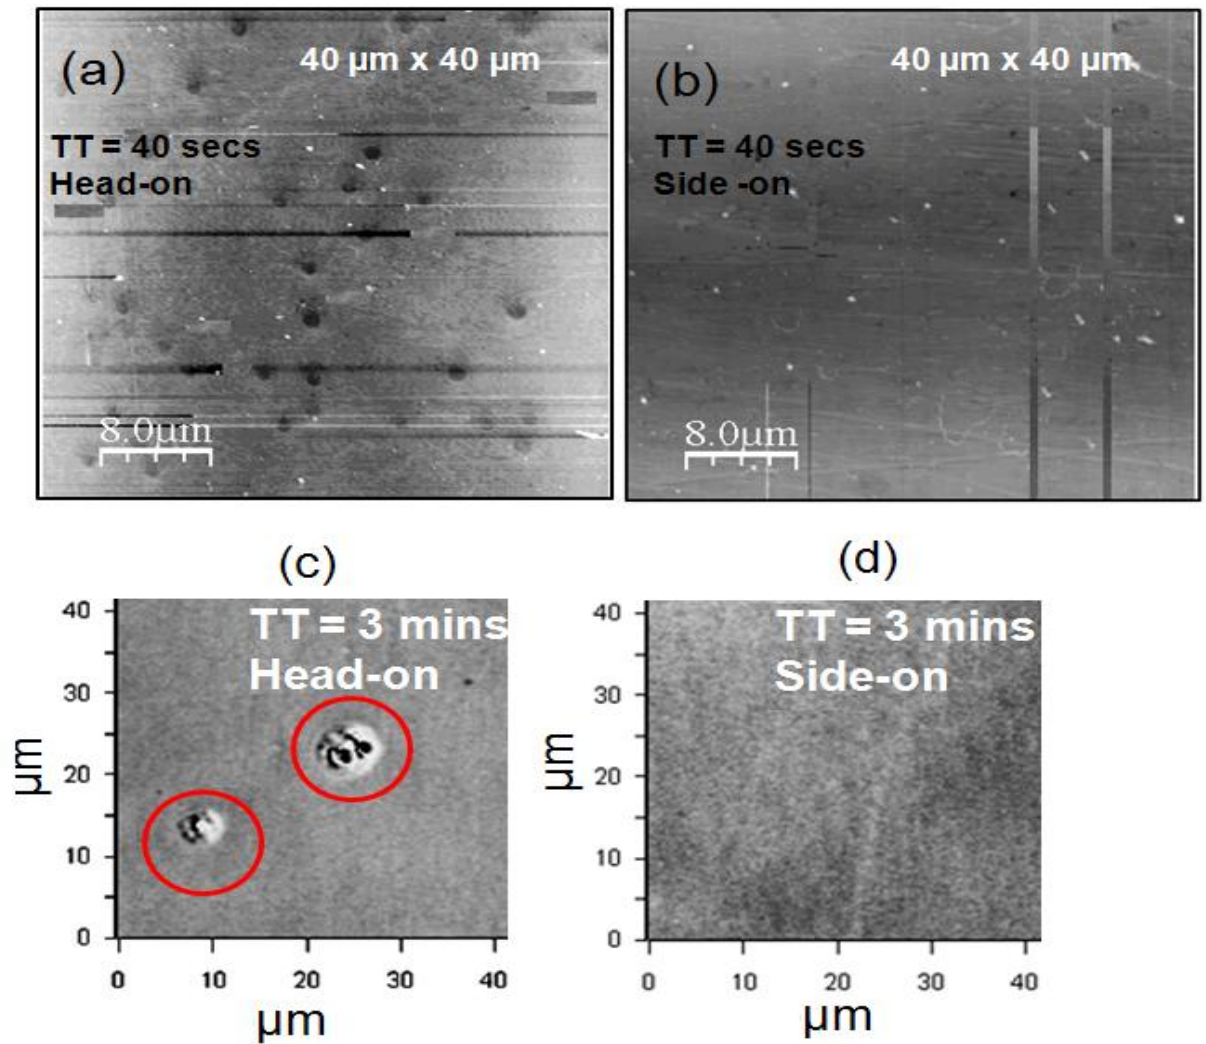 (a)
40 µm x 40 µm
TT = 40 secs
Head-on
8.0µm
(b)
40 µm x 40 µm
TT = 40 secs
Side -on
8.0µm
(c)
TT = 3 mins
Head-on
40
30
20
10
0
µm
0 10 20 30 40
µm
(d)
TT = 3 mins
Side-on
40
30
20
10
0
µm
0 10 20 30 40
µm